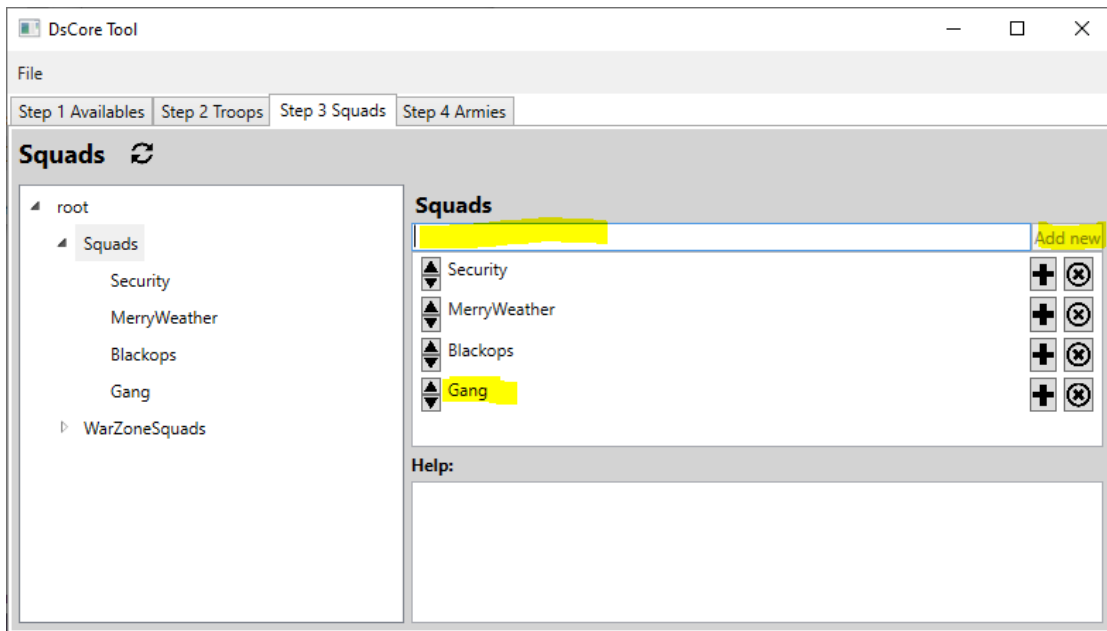 DsCore Tool
File
Step 1 Availables Step 2 Troops Step 3 Squads Step 4 Armies
Squads
root
Squads
Security
MerryWeather
Blackops
Gang
WarZoneSquads
Squads
Add new
Security
MerryWeather
Blackops
Gang
Help: